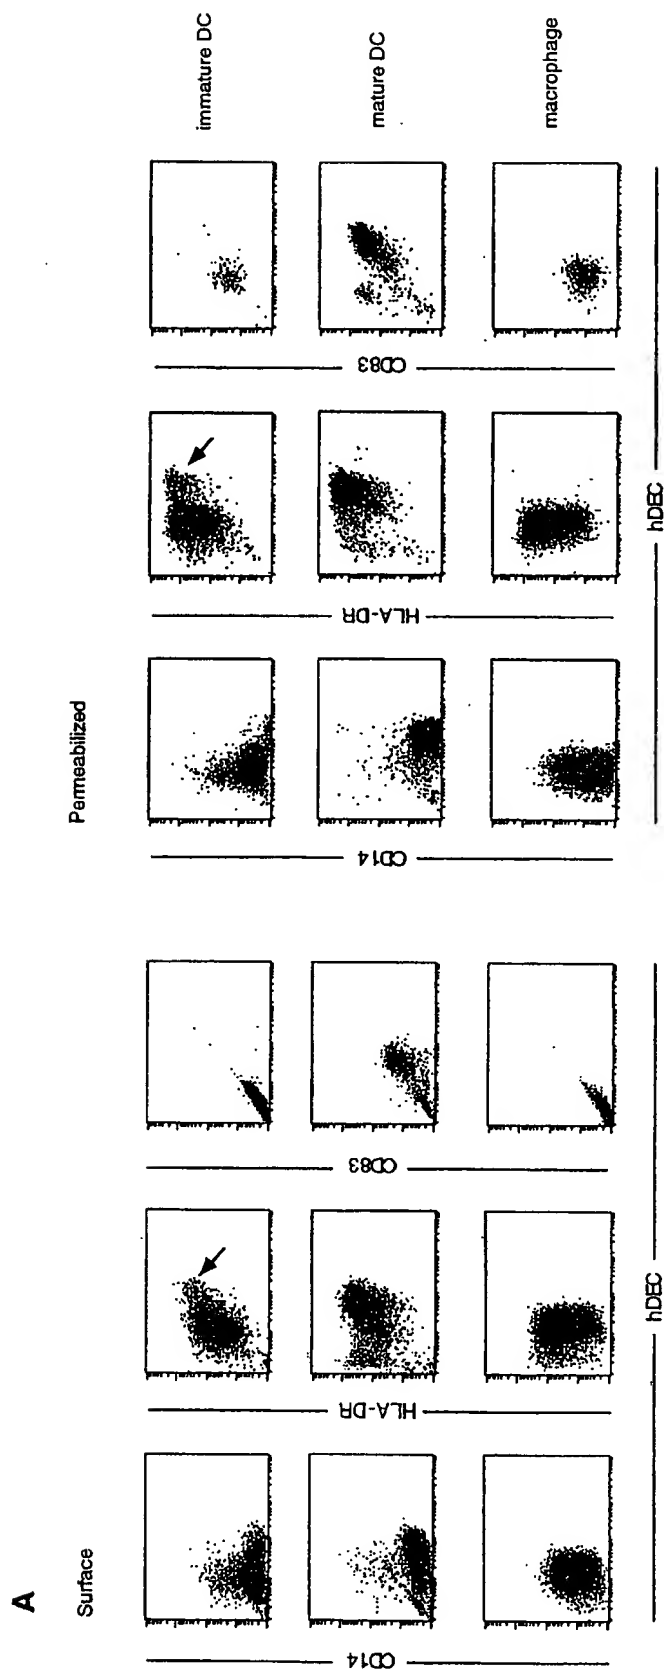 A
Surface
Permeabilized
CD14
HLA-DR
CD83
CD14
HLA-DR
CD83
immature DC
mature DC
macrophage
hDEC
hDEC